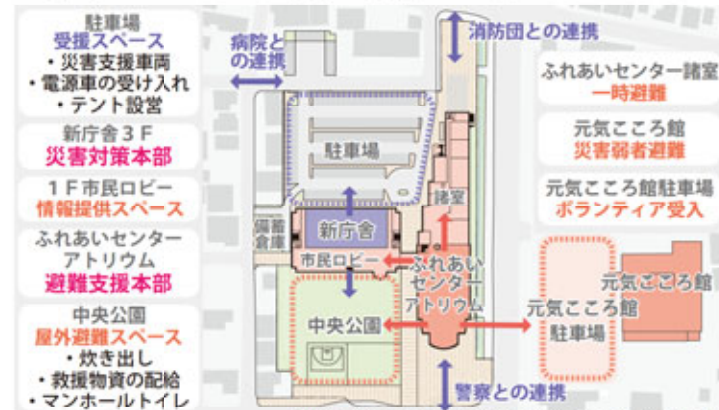 駐車場
受援スペース
・災害支援車両
・電源車の受け入れ
・テント設営
新庁舎3F
災害対策本部
1F市民ロビー
情報提供スペース
ふれあいセンター
アトリウム
避難支援本部
中央公園
屋外避難スペース
・炊き出し
・救援物資の配給
・マンホールトイレ
病院と
の連携
消防団との連携
駐車場
諸室
備蓄
倉庫
新庁舎
市民ロビー
ふれあい
センター
アトリウム
中央公園
警察との連携
ふれあいセンター諸室
一時避難
元気こころ館
災害弱者避難
元気こころ館駐車場
ボランティア受入
元気こころ館
駐車場
元気こころ館